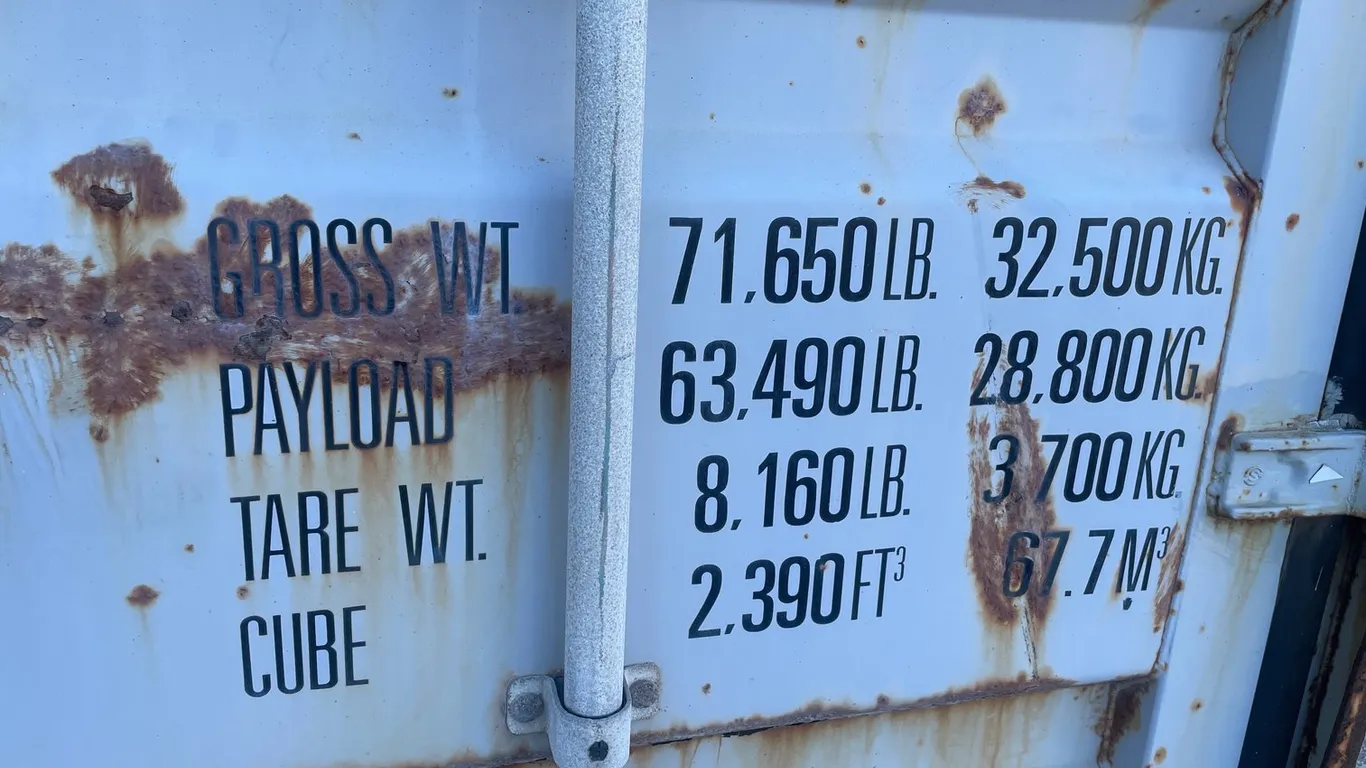 GROSS WT. 71,650 LB. 32,500 KG.
PAYLOAD 63,490 LB. 28,800 KG.
TARE WT. 8,160 LB. 3,700 KG.
CUBE 2,390 FT³ 67.7 M³